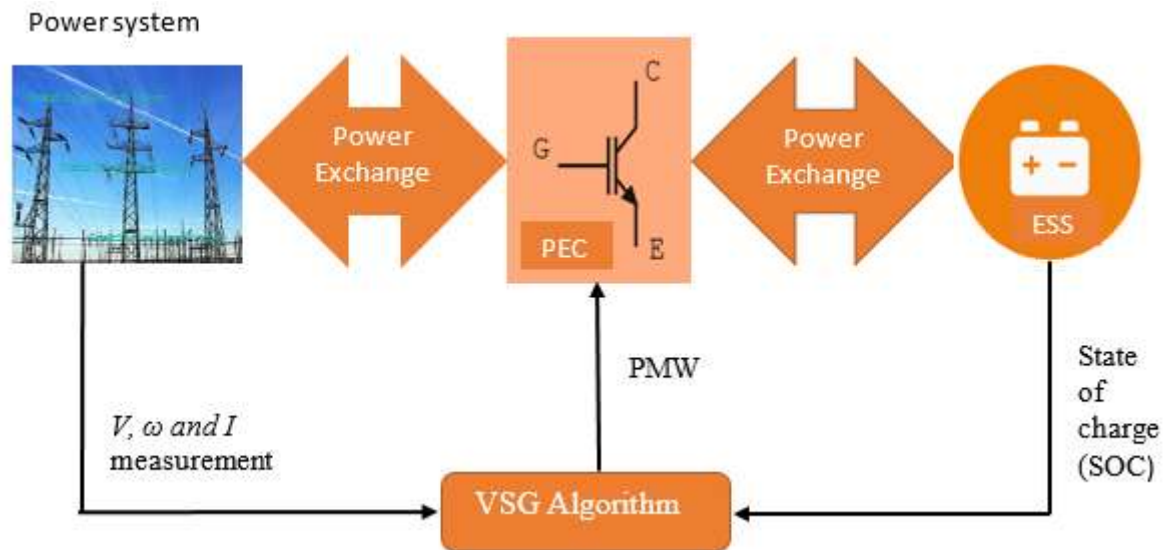 Power system
Power
Exchange
C
G
E
PEC
Power
Exchange
ESS
PMW
V, ω and I
measurement
State
of
charge
(SOC)
VSG Algorithm